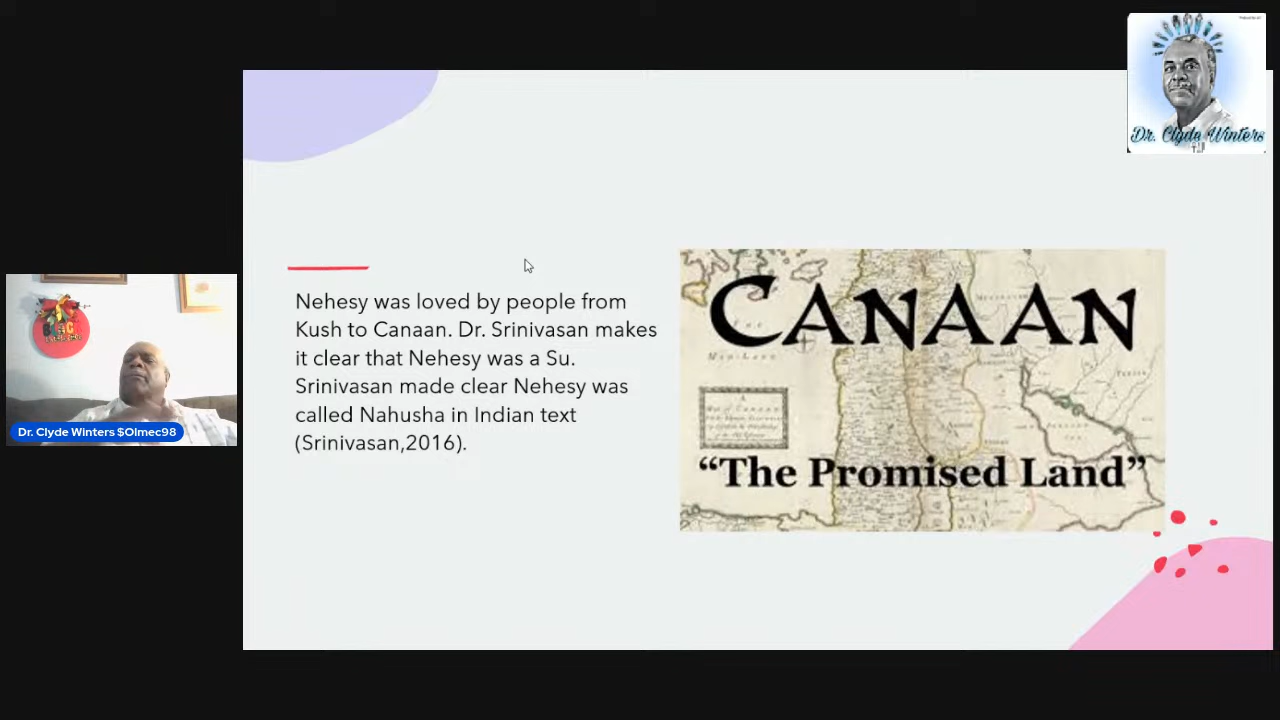 Dr. Clyde Winters
Nehesy was loved by people from
Kush to Canaan. Dr. Srinivasan makes
it clear that Nehesy was a Su.
Srinivasan made clear Nehesy was
called Nahusha in Indian text
(Srinivasan,2016).
CANAAN
“The Promised Land”
Dr. Clyde Winters $Olmec98